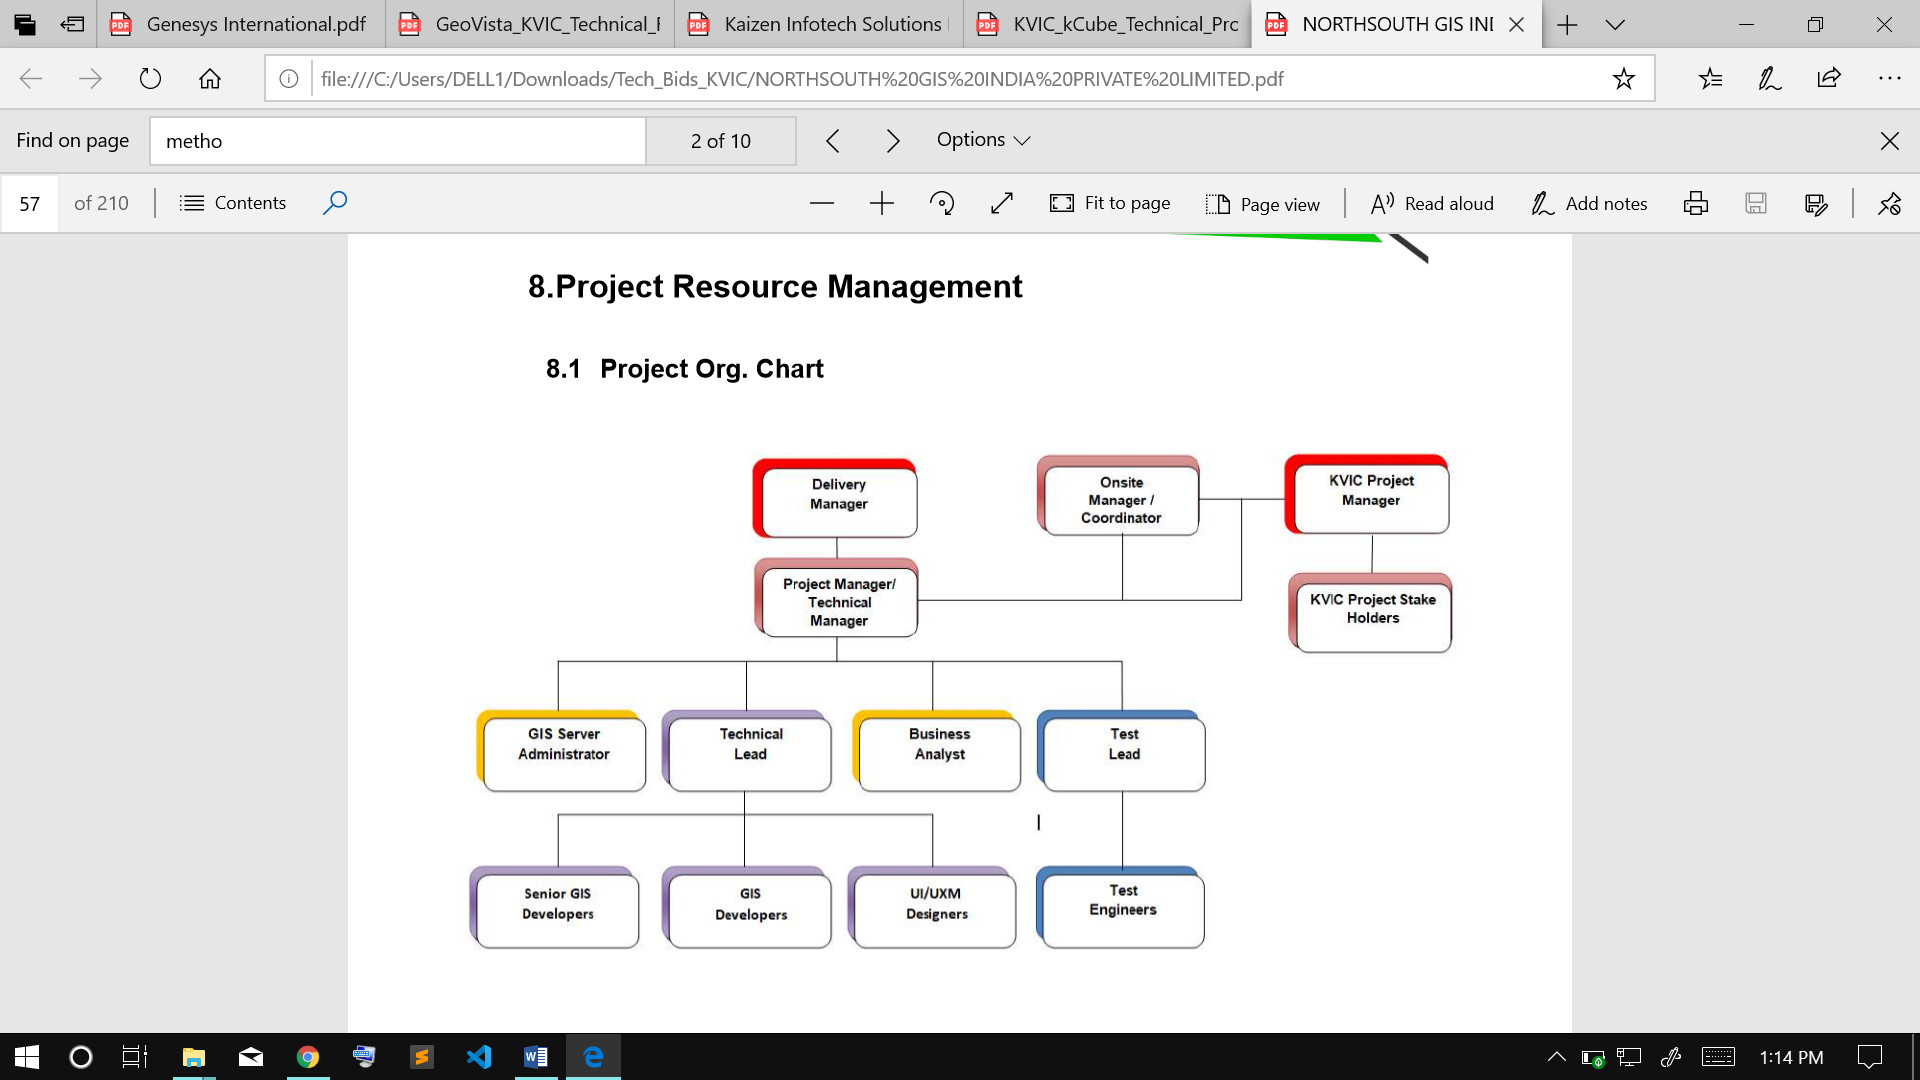 Genesys International.pdf
GeoVista_KVIC_Technical_
Kaizen Infotech Solutions
KVIC_kCube_Technical_Prc
NORTHSOUTH GIS IN
file:///C:/Users/DELL1/Downloads/Tech_Bids_KVIC/NORTHSOUTH%20GIS%20INDIA%20PRIVATE%20LIMITED.pdf
Find on page
metho
2 of 10
Options
57
of 210
Contents
Fit to page
Page view
Read aloud
Add notes
8.Project Resource Management
8.1 Project Org. Chart
Delivery
Manager
Onsite
Manager /
Coordinator
KVIC Project
Manager
Project Manager/
Technical
Manager
KVIC Project Stake
Holders
GIS Server
Administrator
Technical
Lead
Business
Analyst
Test
Lead
Senior GIS
Developers
GIS
Developers
UI/UXM
Designers
Test
Engineers
1:14 PM